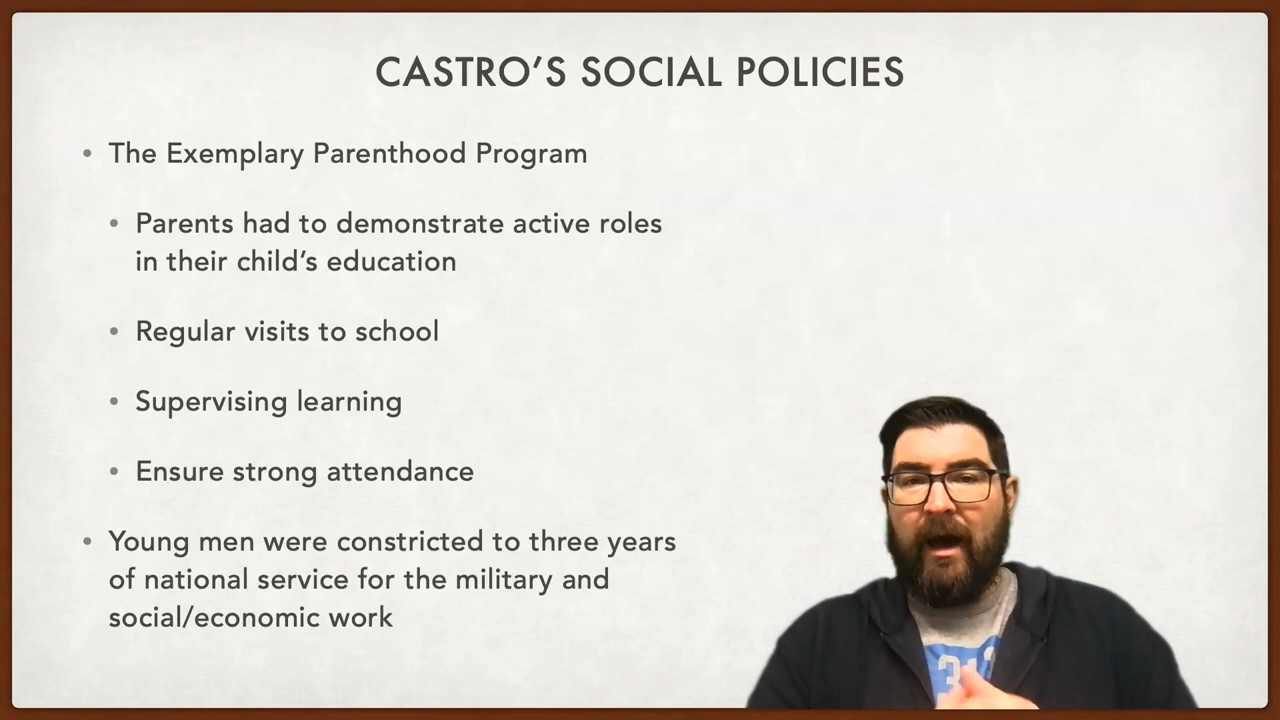 CASTRO’S SOCIAL POLICIES
• The Exemplary Parenthood Program
• Parents had to demonstrate active roles
in their child’s education
• Regular visits to school
• Supervising learning
• Ensure strong attendance
• Young men were constricted to three years
of national service for the military and
social/economic work